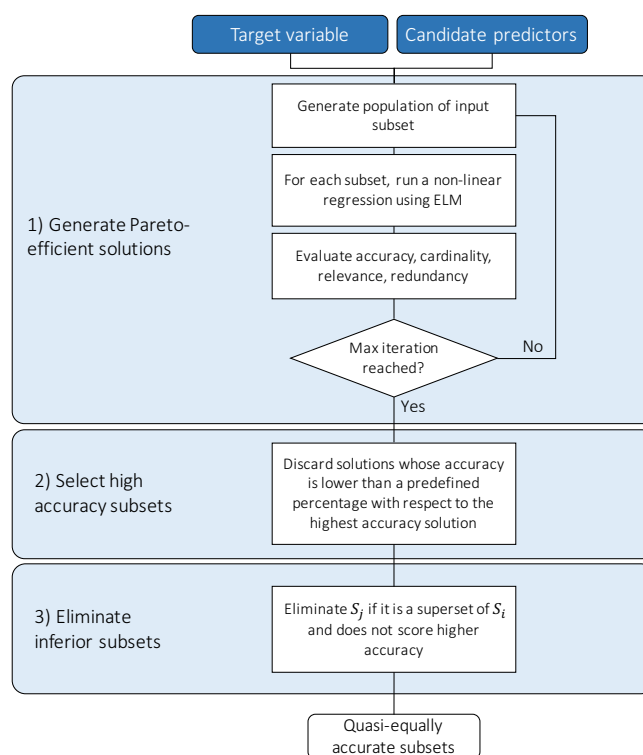 Target variable
Candidate predictors
Generate population of input
subset
For each subset, run a non-linear
regression using ELM
1) Generate Pareto-
efficient solutions
Evaluate accuracy, cardinality,
relevance, redundancy
Max iteration
reached?
No
Yes
2) Select high
accuracy subsets
Discard solutions whose accuracy
is lower than a predefined
percentage with respect to the
highest accuracy solution
3) Eliminate
inferior subsets
Eliminate S_j if it is a superset of S_i
and does not score higher
accuracy
Quasi-equally
accurate subsets